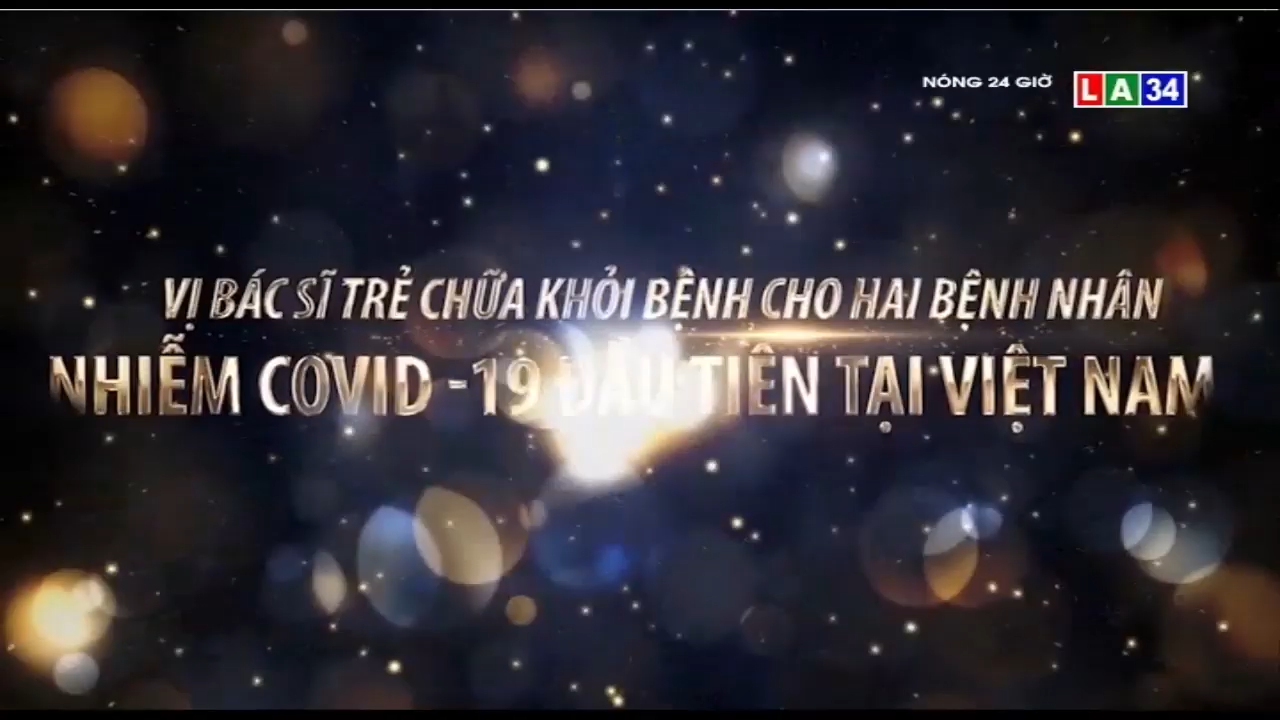 NÓNG 24 GIỜ LA34
VỊ BÁC SĨ TRẺ CHỮA KHỎI BỆNH CHO HAI BỆNH NHÂN
NHIỄM COVID -19 ĐẦU TIÊN TẠI VIỆT NAM